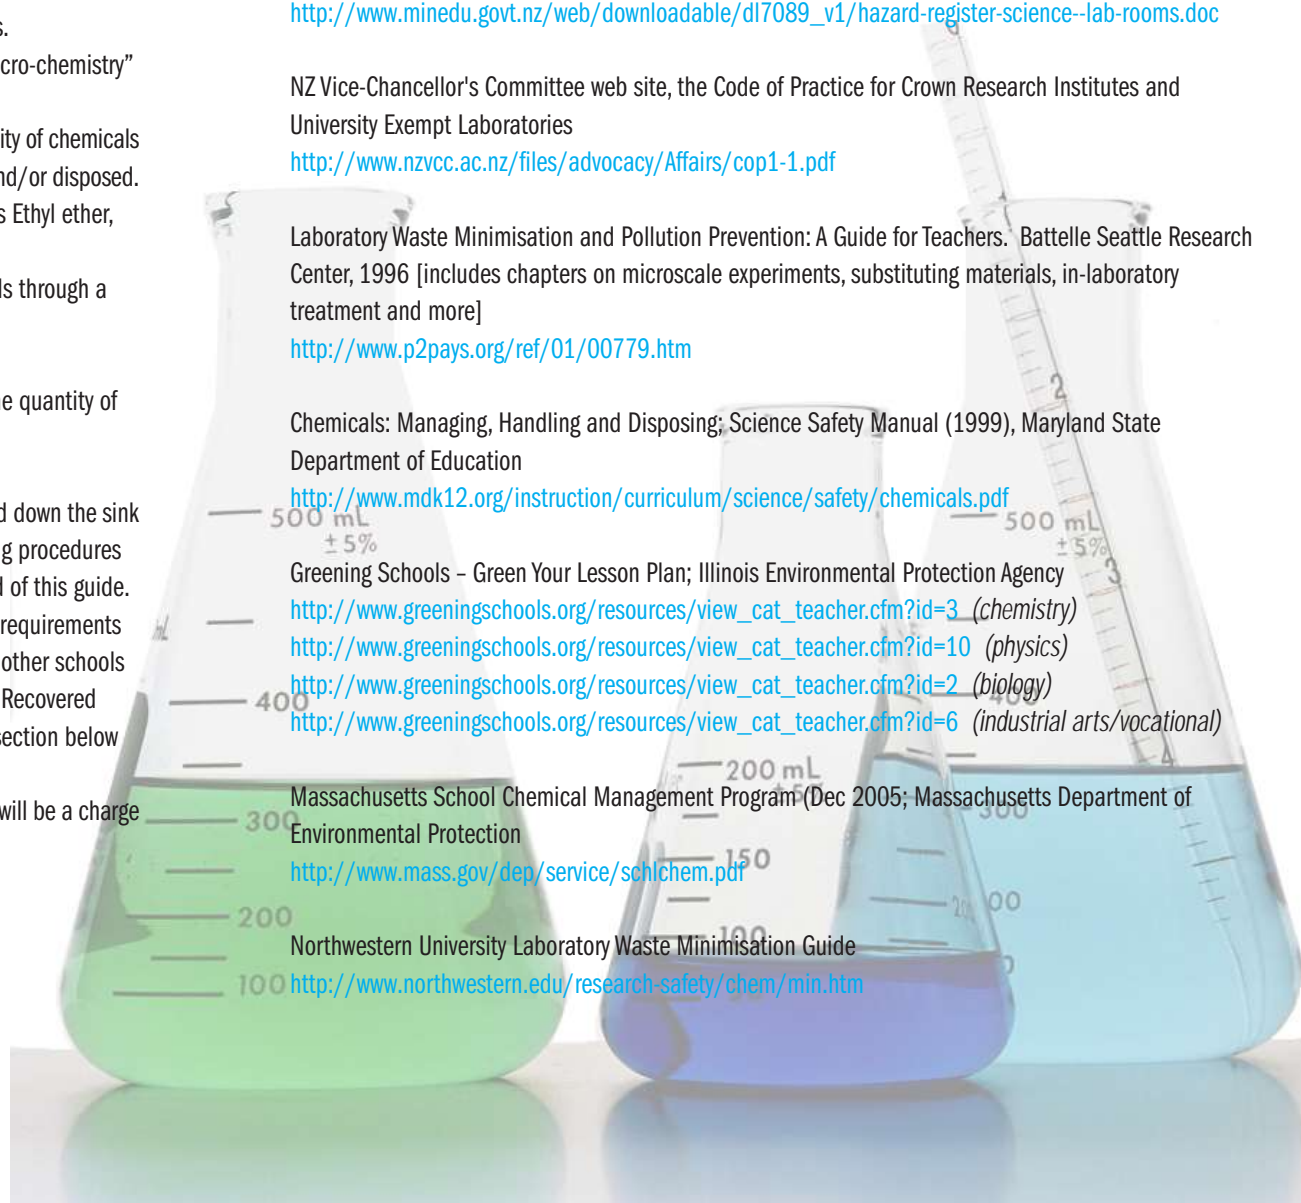 s.
cro-chemistry”
ity of chemicals
nd/or disposed.
s Ethyl ether,
ls through a
ne quantity of
d down the sink
g procedures
d of this guide.
requirements
other schools
Recovered
section below
will be a charge
http://www.minedu.govt.nz/web/downloadable/dl7089_v1/hazard-register-science--lab-rooms.doc
NZ Vice-Chancellor's Committee web site, the Code of Practice for Crown Research Institutes and
University Exempt Laboratories
http://www.nzvcc.ac.nz/files/advocacy/Affairs/cop1-1.pdf
Laboratory Waste Minimisation and Pollution Prevention: A Guide for Teachers. Battelle Seattle Research
Center, 1996 [includes chapters on microscale experiments, substituting materials, in-laboratory
treatment and more]
http://www.p2pays.org/ref/01/00779.htm
Chemicals: Managing, Handling and Disposing; Science Safety Manual (1999), Maryland State
Department of Education
http://www.mdk12.org/instruction/curriculum/science/safety/chemicals.pdf
Greening Schools – Green Your Lesson Plan; Illinois Environmental Protection Agency
http://www.greeningschools.org/resources/view_cat_teacher.cfm?id=3 (chemistry)
http://www.greeningschools.org/resources/view_cat_teacher.cfm?id=10 (physics)
http://www.greeningschools.org/resources/view_cat_teacher.cfm?id=2 (biology)
http://www.greeningschools.org/resources/view_cat_teacher.cfm?id=6 (industrial arts/vocational)
Massachusetts School Chemical Management Program (Dec 2005; Massachusetts Department of
Environmental Protection
http://www.mass.gov/dep/service/schlchem.pdf
Northwestern University Laboratory Waste Minimisation Guide
http://www.northwestern.edu/research-safety/chem/min.htm
500 mL
±5%
400
300
200
100
200 mL
±5%
150
100
50
500 mL
±5%
400
300
200
2
3
4